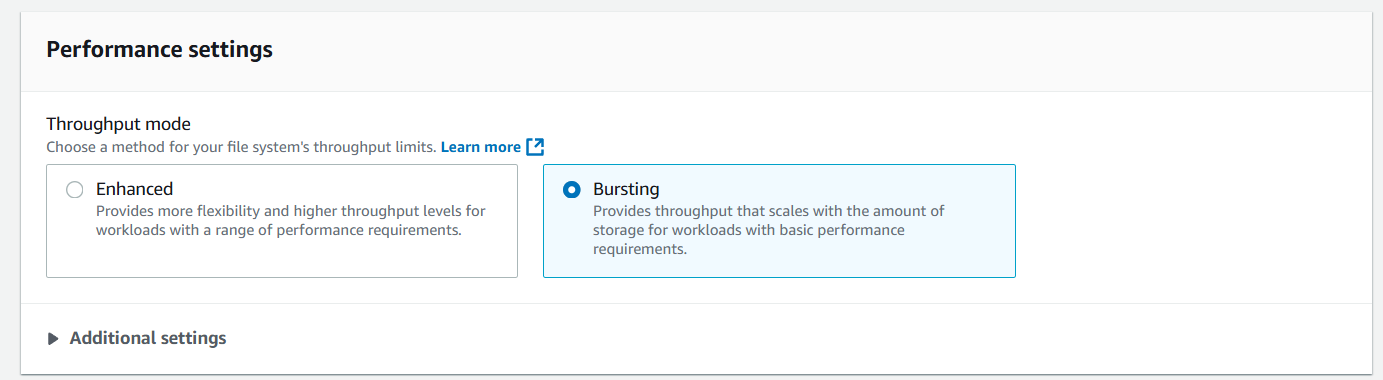 Performance settings
Throughput mode
Choose a method for your file system's throughput limits. Learn more
Enhanced
Provides more flexibility and higher throughput levels for
workloads with a range of performance requirements.
Bursting
Provides throughput that scales with the amount of
storage for workloads with basic performance
requirements.
Additional settings